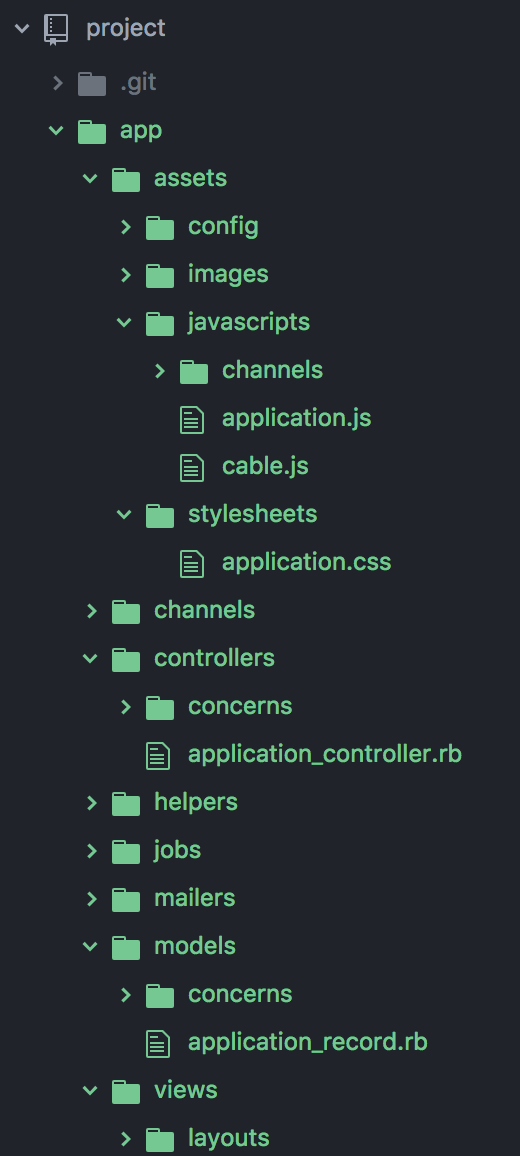 project
.git
app
assets
config
images
javascripts
channels
application.js
cable.js
stylesheets
application.css
channels
controllers
concerns
application_controller.rb
helpers
jobs
mailers
models
concerns
application_record.rb
views
layouts